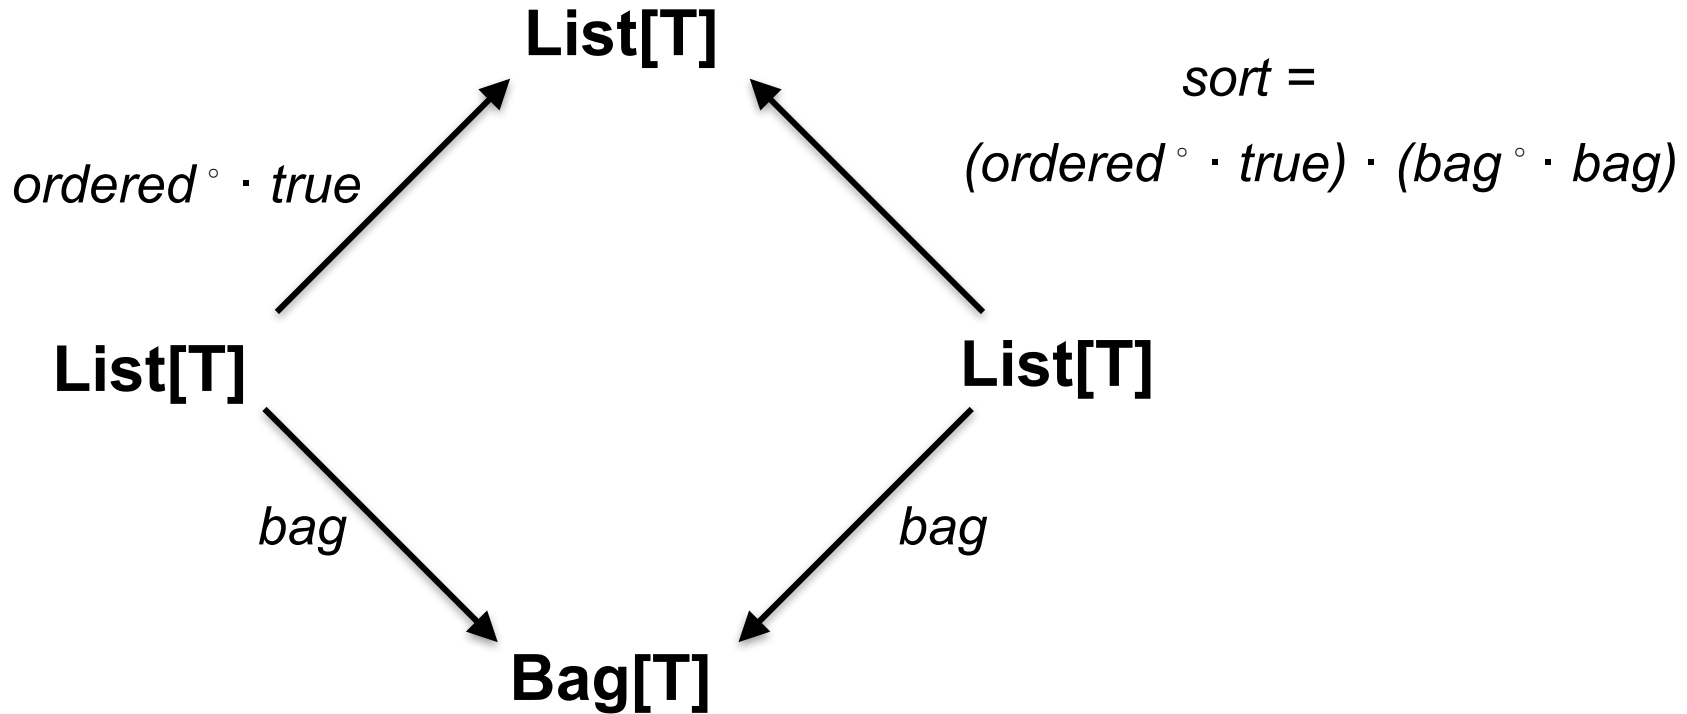 List[T]
sort =
(ordered° · true) · (bag° · bag)
ordered° · true
List[T]
List[T]
bag
bag
Bag[T]